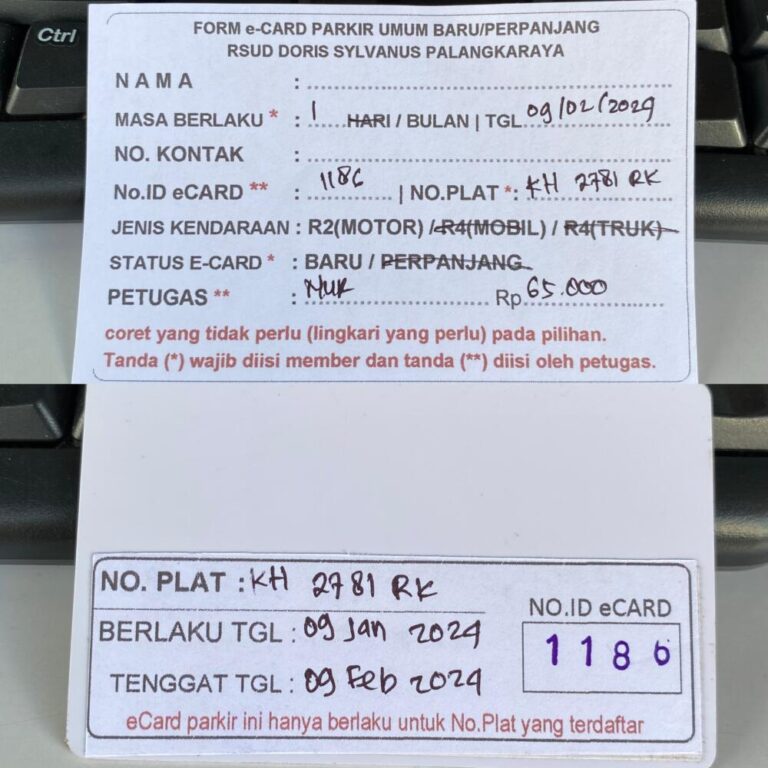 Ctrl
FORM e-CARD PARKIR UMUM BARU/PERPANJANG
RSUD DORIS SYLVANUS PALANGKARAYA
NAMA :
MASA BERLAKU * : 1 HARI / BULAN | TGL 09/02/2024
NO. KONTAK :
No.ID eCARD ** : 1186 | NO.PLAT *: KH 2781 RK
JENIS KENDARAAN : R2(MOTOR) / R4(MOBIL) / R4(TRUK)
STATUS E-CARD * : BARU / PERPANJANG
PETUGAS ** : MUR Rp 65.000
coret yang tidak perlu (lingkari yang perlu) pada pilihan.
Tanda (*) wajib diisi member dan tanda (**) diisi oleh petugas.
NO. PLAT : KH 2781 RK
BERLAKU TGL : 09 Jan 2024
TENGGAT TGL : 09 Feb 2024
NO.ID eCARD
1186
eCard parkir ini hanya berlaku untuk No.Plat yang terdaftar